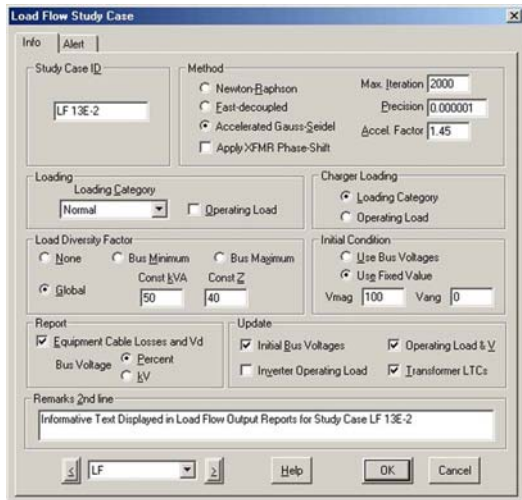 Load Flow Study Case
Info
Alert
Study Case ID
LF 13E-2
Method
Newton-Raphson
Fast-decoupled
Accelerated Gauss-Seidel
Apply XFMR Phase-Shift
Max. Iteration 2000
Precision 0.000001
Accel. Factor 1.45
Loading
Loading Category
Normal
Operating Load
Charger Loading
Loading Category
Operating Load
Load Diversity Factor
None
Bus Minimum
Bus Maximum
Global
Const kVA
50
Const Z
40
Initial Condition
Use Bus Voltages
Use Fixed Value
Vmag 100 Vang 0
Report
Equipment Cable Losses and Vd
Bus Voltage
Percent
kV
Update
Initial Bus Voltages
Operating Load & V
Inverter Operating Load
Transformer LTCs
Remarks 2nd line
Informative Text Displayed in Load Flow Output Reports for Study Case LF 13E-2
<
LF
>
Help
OK
Cancel